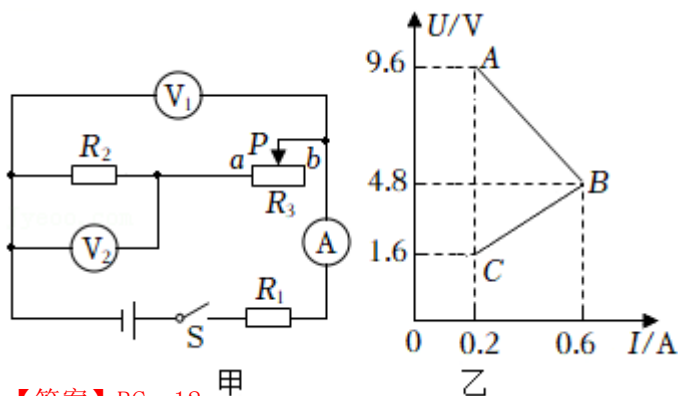 V₁
R₂
a P b
R₃
V₂
A
R₁
S
甲
U/V
9.6 A
4.8 B
1.6 C
0 0.2 0.6 I/A
乙